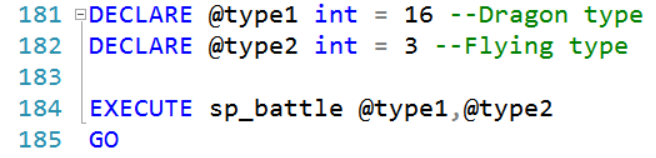 181 DECLARE @type1 int = 16 --Dragon type
182 DECLARE @type2 int = 3 --Flying type
183
184 EXECUTE sp_battle @type1,@type2
185 GO